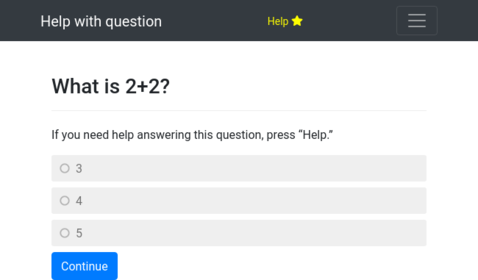 Help with question
Help
What is 2+2?
If you need help answering this question, press “Help.”
3
4
5
Continue